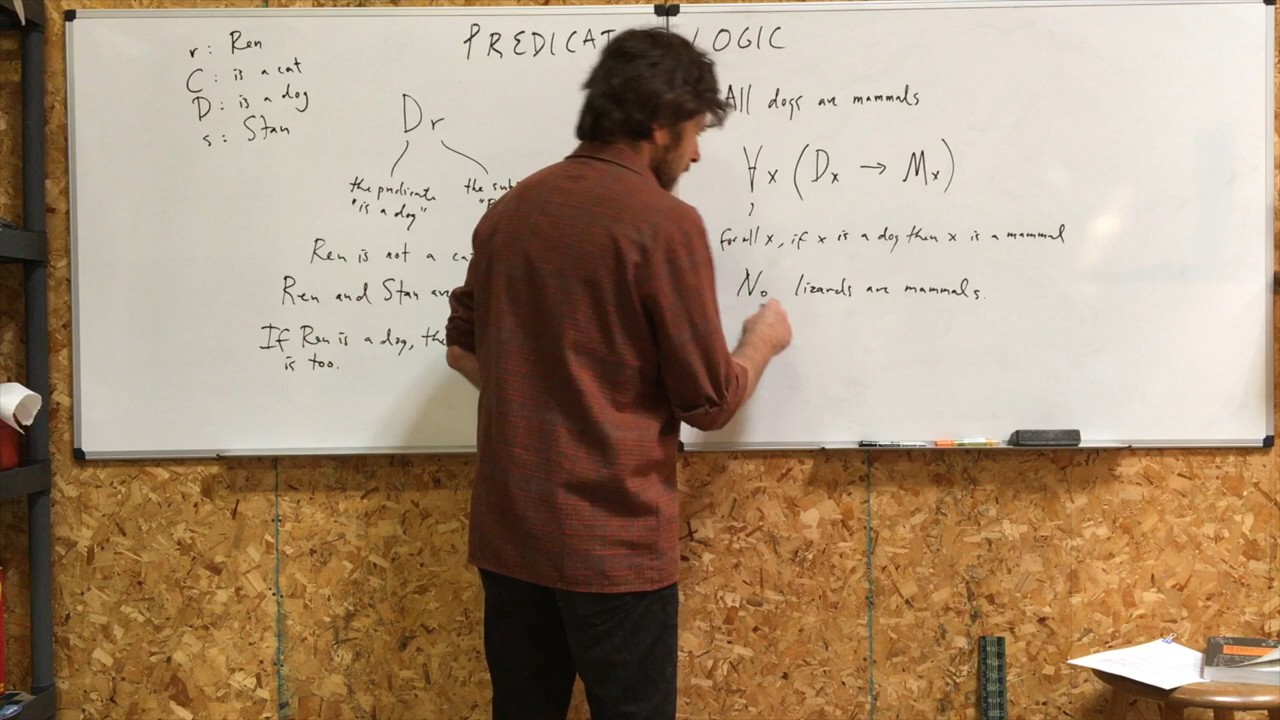 PREDICAT LOGIC
r: Ren
C: is a cat
D: is a dog
s: Stan
Dr
the predicate
"is a dog"
the sub
Ren is not a ca
Ren and Stan are
If Ren is a dog, the
is too.
All dogs are mammals
∀x (Dx → Mx)
for all x, if x is a dog then x is a mammal
No lizards are mammals.